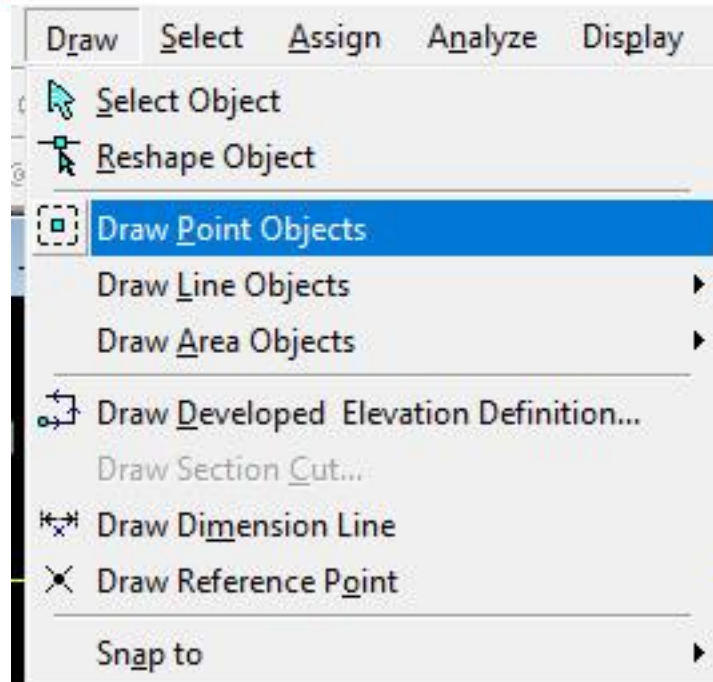 Draw Select Assign Analyze Display
Select Object
Reshape Object
Draw Point Objects
Draw Line Objects
Draw Area Objects
Draw Developed Elevation Definition...
Draw Section Cut...
Draw Dimension Line
Draw Reference Point
Snap to